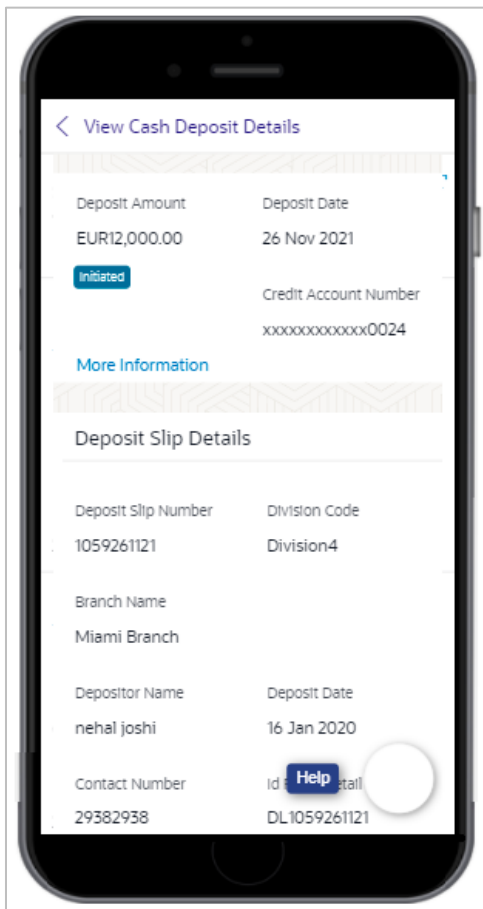 View Cash Deposit Details
Deposit Amount Deposit Date
EUR12,000.00 26 Nov 2021
Initiated
Credit Account Number
xxxxxxxxxxxx0024
More Information
Deposit Slip Details
Deposit Slip Number Division Code
1059261121 Division4
Branch Name
Miami Branch
Depositor Name Deposit Date
nehal joshi 16 Jan 2020
Contact Number Id
Help
29382938 DL1059261121